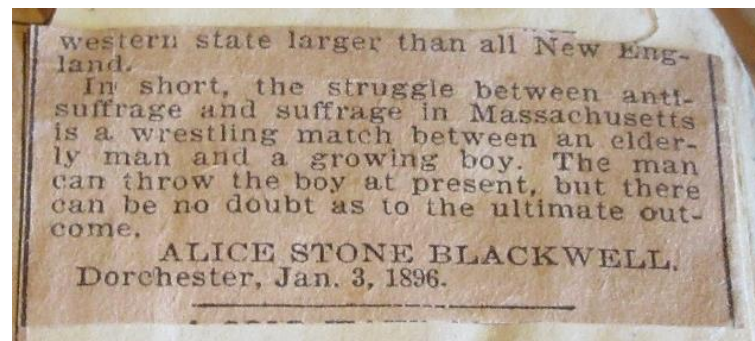 western state larger than all New Eng-
land.
In short, the struggle between anti-
suffrage and suffrage in Massachusetts
is a wrestling match between an elder-
ly man and a growing boy. The man
can throw the boy at present, but there
can be no doubt as to the ultimate out-
come.
ALICE STONE BLACKWELL.
Dorchester, Jan. 3, 1896.